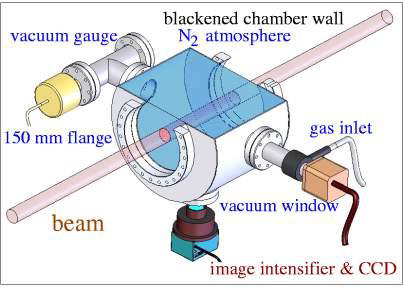 blackened chamber wall
vacuum gauge
N2 atmosphere
150 mm flange
gas inlet
vacuum window
beam
image intensifier & CCD